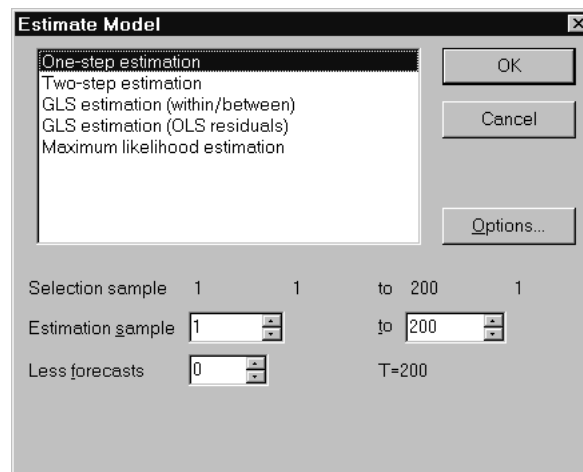 Estimate Model
One-step estimation
Two-step estimation
GLS estimation (within/between)
GLS estimation (OLS residuals)
Maximum likelihood estimation
OK
Cancel
Options...
Selection sample 1 1 to 200 1
Estimation sample 1 to 200
Less forecasts 0 T=200